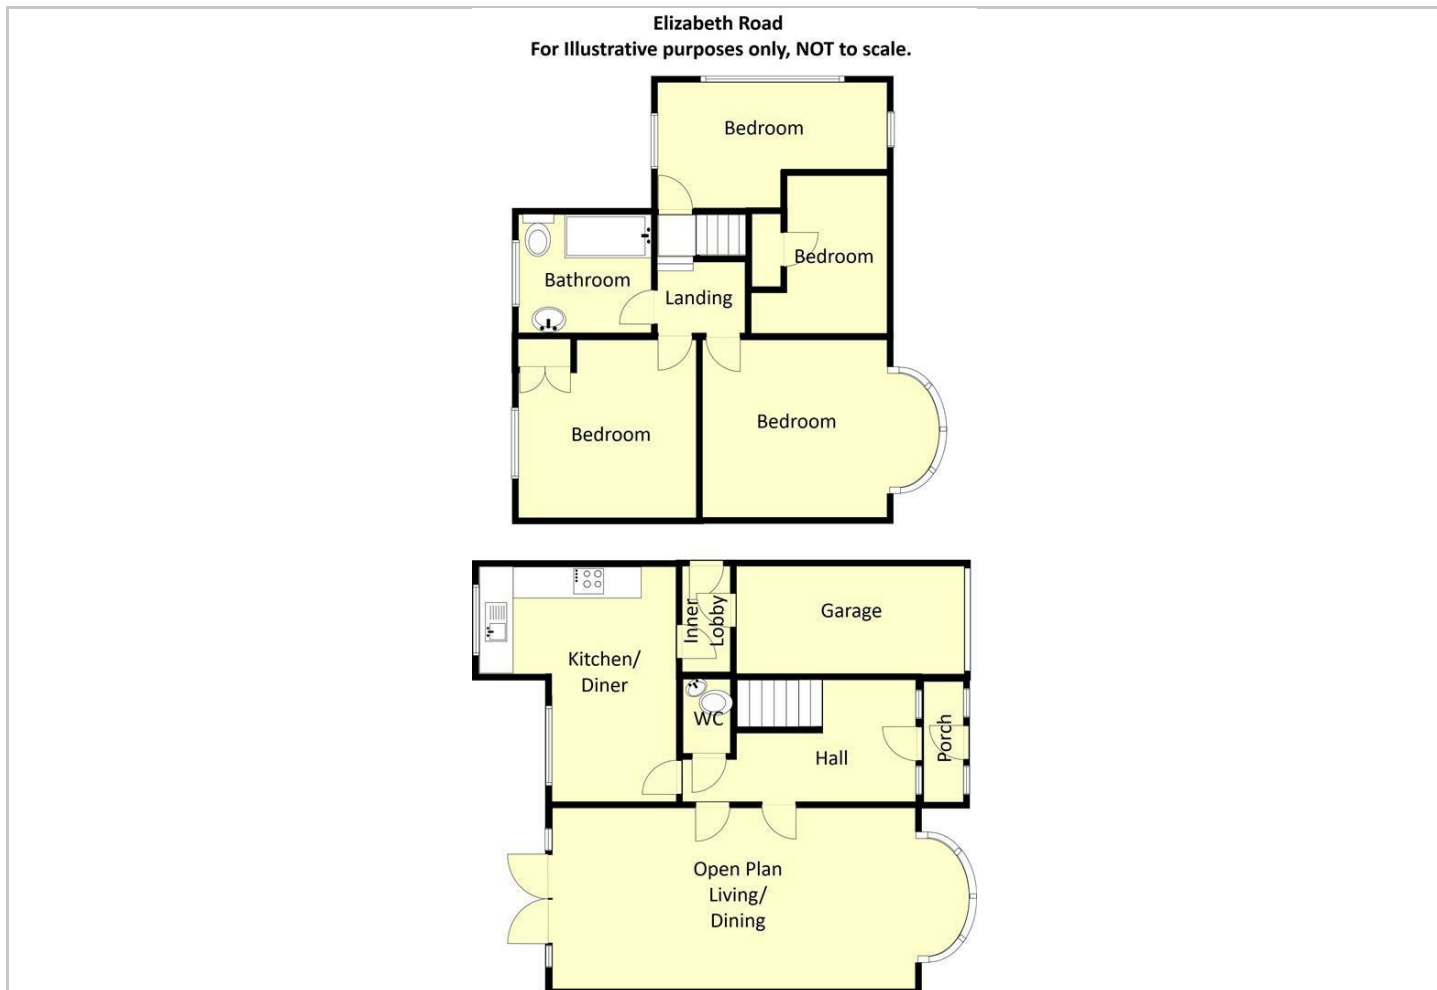 Elizabeth Road
For Illustrative purposes only, NOT to scale.
Bedroom
Bedroom
Bathroom
Landing
Bedroom
Bedroom
Inner
Lobby
Garage
Kitchen/
Diner
WC
Hall
Porch
Open Plan
Living/
Dining